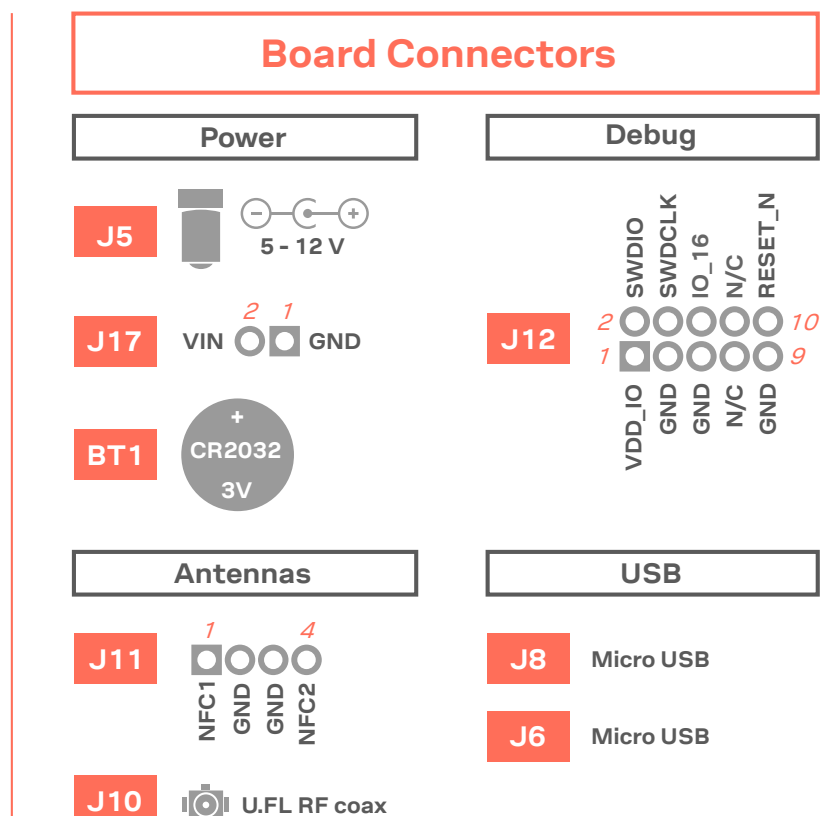 Board Connectors
Power
J5
5 - 12 V
J17
2 1
VIN
GND
BT1
+
CR2032
3V
Debug
J12
SWDIO
SWDCLK
IO_16
N/C
RESET_N
2
10
1
9
VDD_IO
GND
GND
N/C
GND
Antennas
J11
1
4
NFC1
GND
GND
NFC2
J10
U.FL RF coax
USB
J8
Micro USB
J6
Micro USB